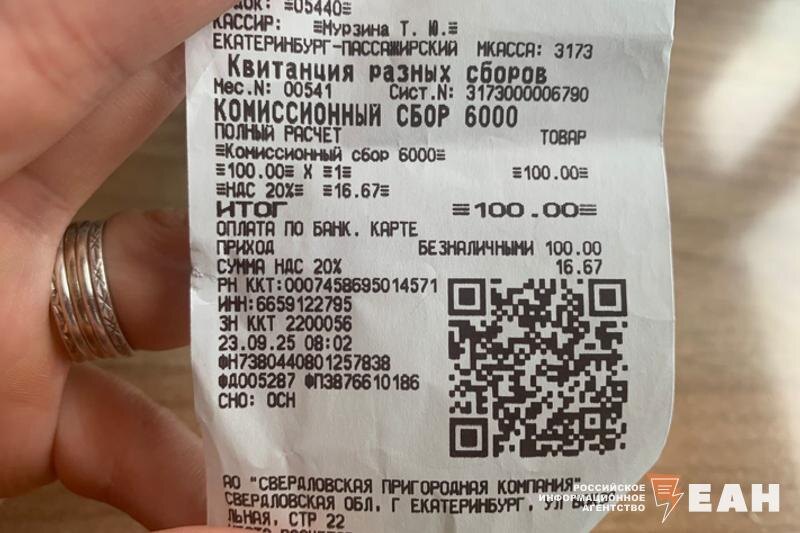 ≡05440≡
КАССИР: ≡Мурзина Т. Ю.≡
ЕКАТЕРИНБУРГ-ПАССАЖИРСКИЙ МКАССА: 3173
Квитанция разных сборов
Мес.N: 00541 Сист.N: 3173000006790
КОМИССИОННЫЙ СБОР 6000
ПОЛНЫЙ РАСЧЕТ ТОВАР
≡Комиссионный сбор 6000≡
≡100.00≡ X ≡1≡ ≡100.00≡
≡НДС 20%≡ ≡16.67≡
ИТОГ ≡100.00≡
ОПЛАТА ПО БАНК. КАРТЕ
ПРИХОД БЕЗНАЛИЧНЫМИ 100.00
СУММА НДС 20% 16.67
РН ККТ:0007458695014571
ИНН:6659122795
ЗН ККТ 2200056
23.09.25 08:02
ФН7380440801257838
ФД005287 ФП3876610186
СНО: ОСН
АО "СВЕРДЛОВСКАЯ ПРИГОРОДНАЯ КОМПАНИЯ"
СВЕРДЛОВСКАЯ ОБЛ, Г ЕКАТЕРИНБУРГ, УЛ
ЛЬНАЯ, СТР 22
РОССИЙСКОЕ
ИНФОРМАЦИОННОЕ
АГЕНТСТВО
ЕАН